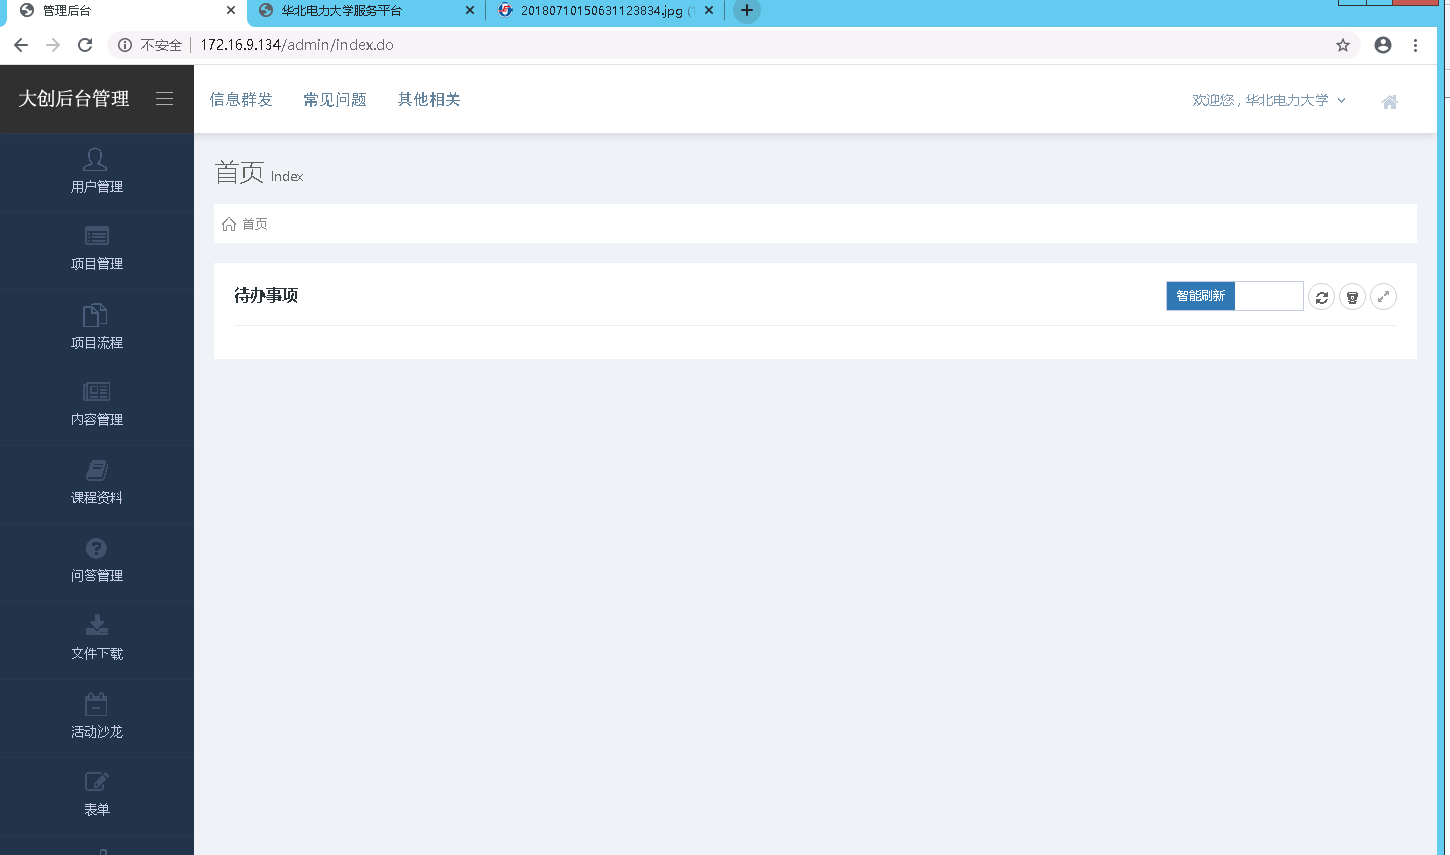 管理后台
华北电力大学服务平台
20180710150631123834.jpg (
不安全
172.16.9.134/admin/index.do
大创后台管理
信息群发
常见问题
其他相关
欢迎您 , 华北电力大学
用户管理
项目管理
项目流程
内容管理
课程资料
问答管理
文件下载
活动沙龙
表单
首页 Index
首页
待办事项
智能刷新